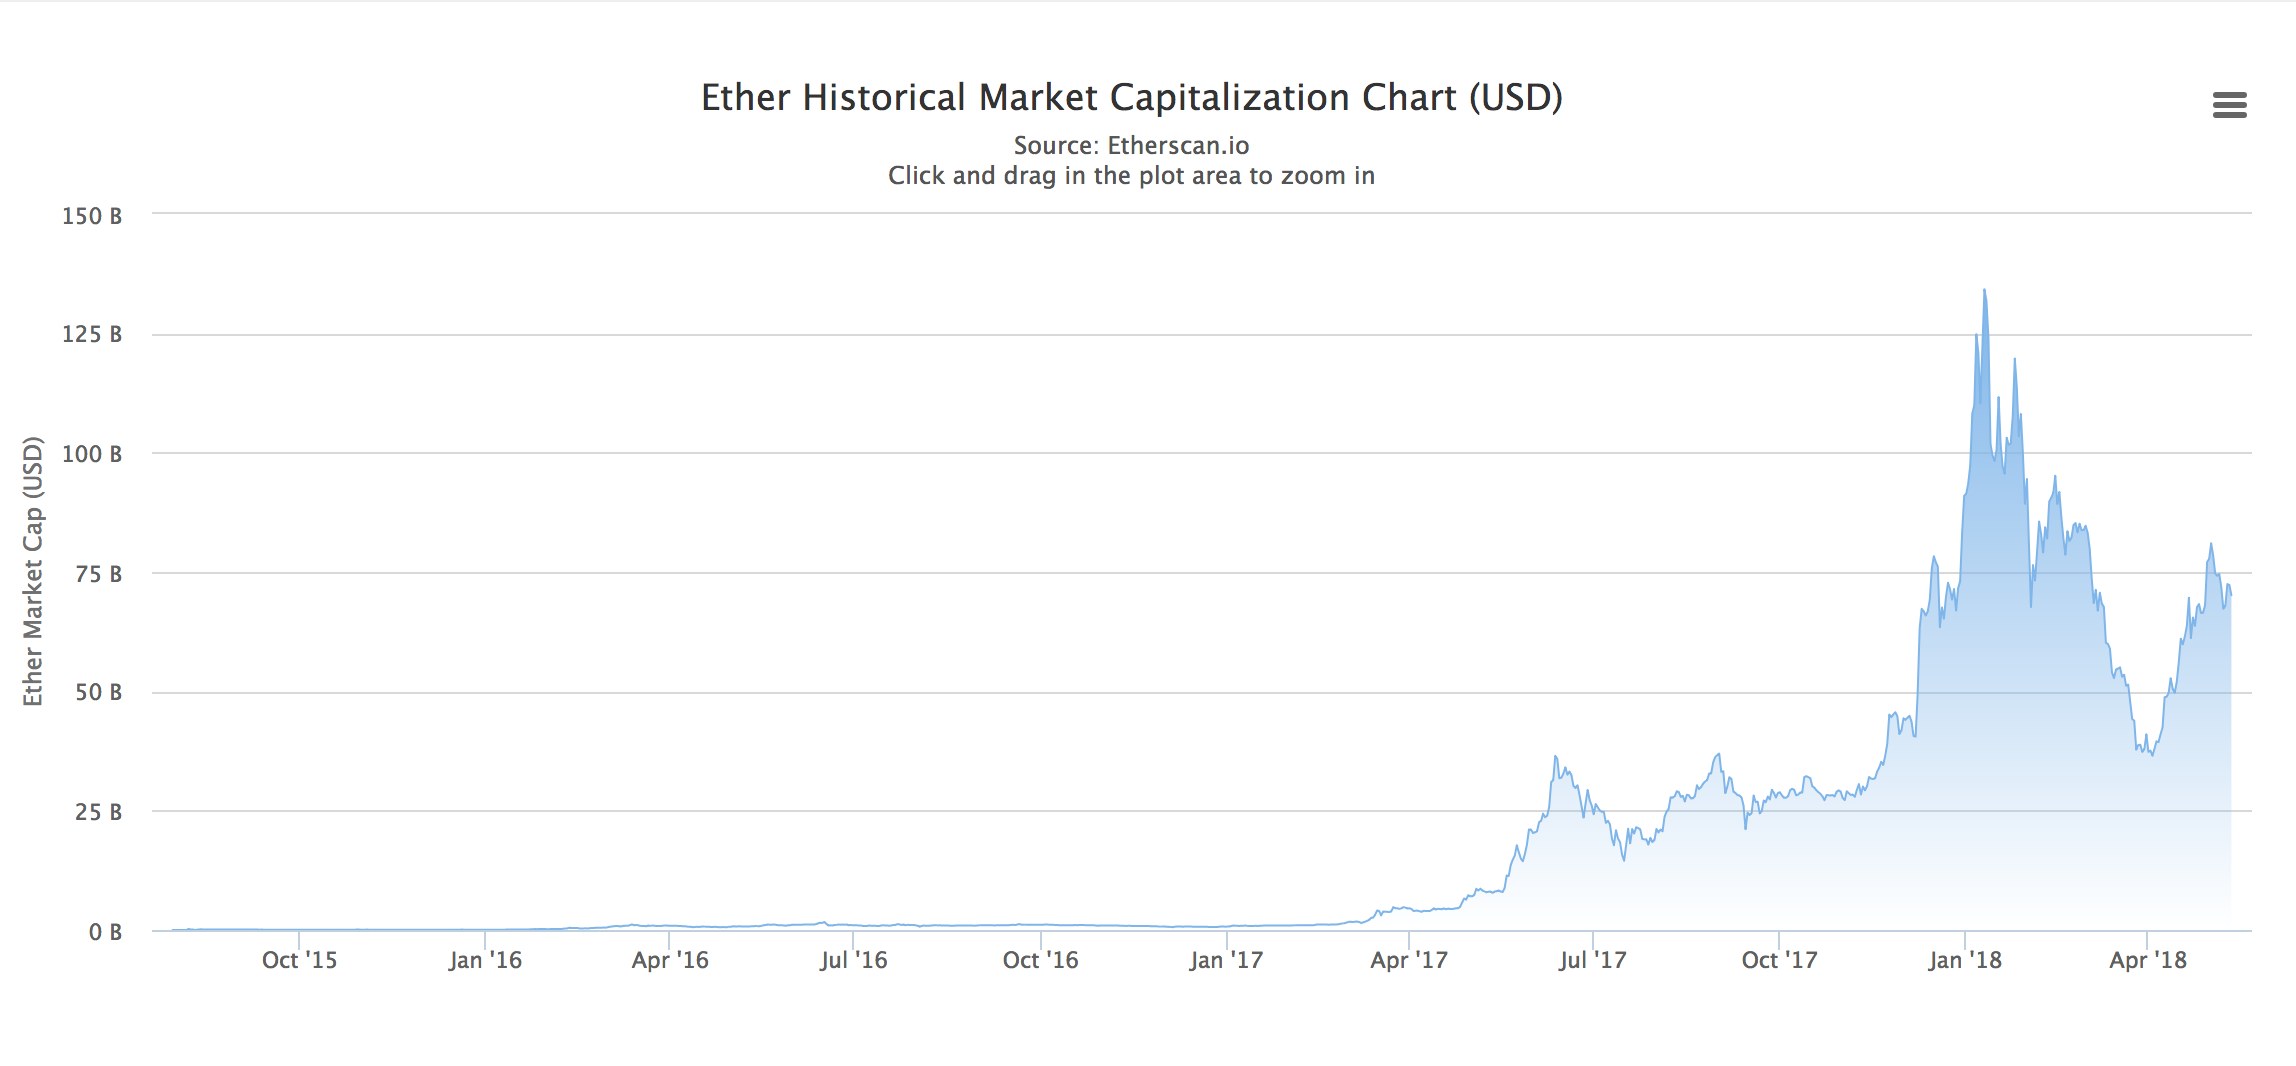 Ether Historical Market Capitalization Chart (USD)
Source: Etherscan.io
Click and drag in the plot area to zoom in
Ether Market Cap (USD)
150 B
125 B
100 B
75 B
50 B
25 B
0 B
Oct '15 Jan '16 Apr '16 Jul '16 Oct '16 Jan '17 Apr '17 Jul '17 Oct '17 Jan '18 Apr '18